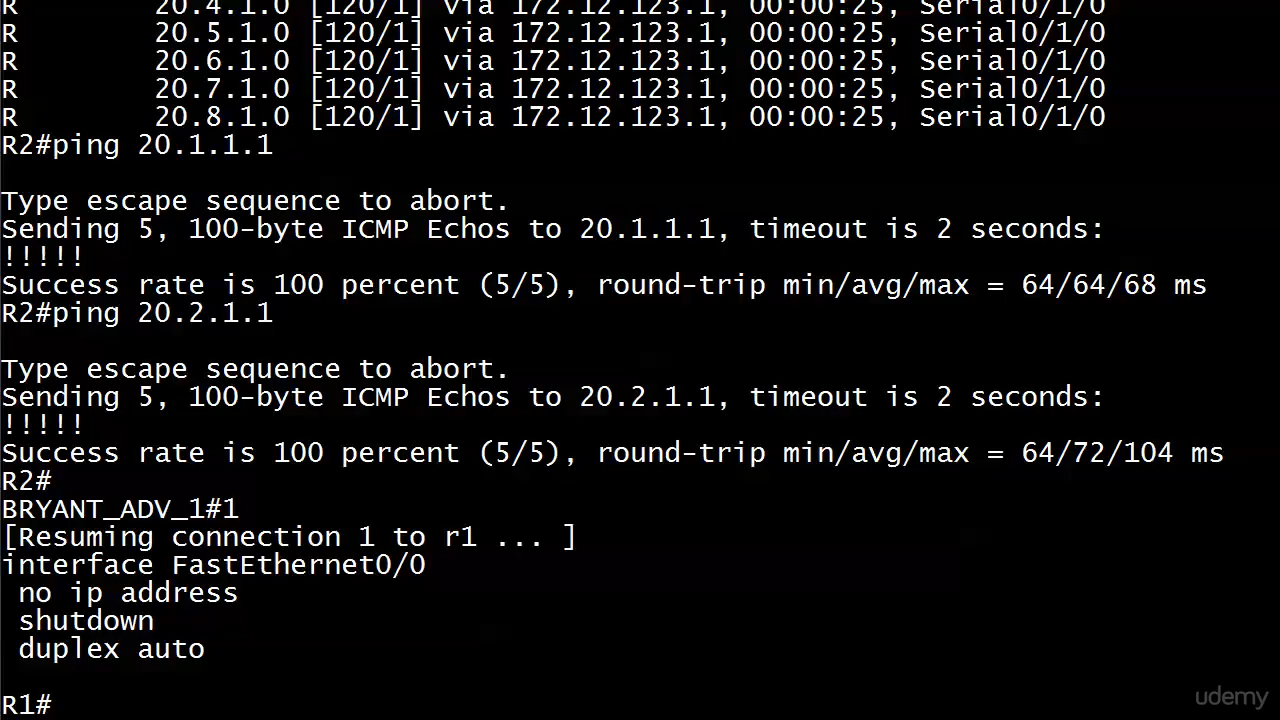 R        20.4.1.0 [120/1] via 172.12.123.1, 00:00:25, Serial0/1/0
R        20.5.1.0 [120/1] via 172.12.123.1, 00:00:25, Serial0/1/0
R        20.6.1.0 [120/1] via 172.12.123.1, 00:00:25, Serial0/1/0
R        20.7.1.0 [120/1] via 172.12.123.1, 00:00:25, Serial0/1/0
R        20.8.1.0 [120/1] via 172.12.123.1, 00:00:25, Serial0/1/0
R2#ping 20.1.1.1
Type escape sequence to abort.
Sending 5, 100-byte ICMP Echos to 20.1.1.1, timeout is 2 seconds:
!!!!!
Success rate is 100 percent (5/5), round-trip min/avg/max = 64/64/68 ms
R2#ping 20.2.1.1
Type escape sequence to abort.
Sending 5, 100-byte ICMP Echos to 20.2.1.1, timeout is 2 seconds:
!!!!!
Success rate is 100 percent (5/5), round-trip min/avg/max = 64/72/104 ms
R2#
BRYANT_ADV_1#1
[Resuming connection 1 to r1 ... ]
interface FastEthernet0/0
 no ip address
 shutdown
 duplex auto
R1#
udemy